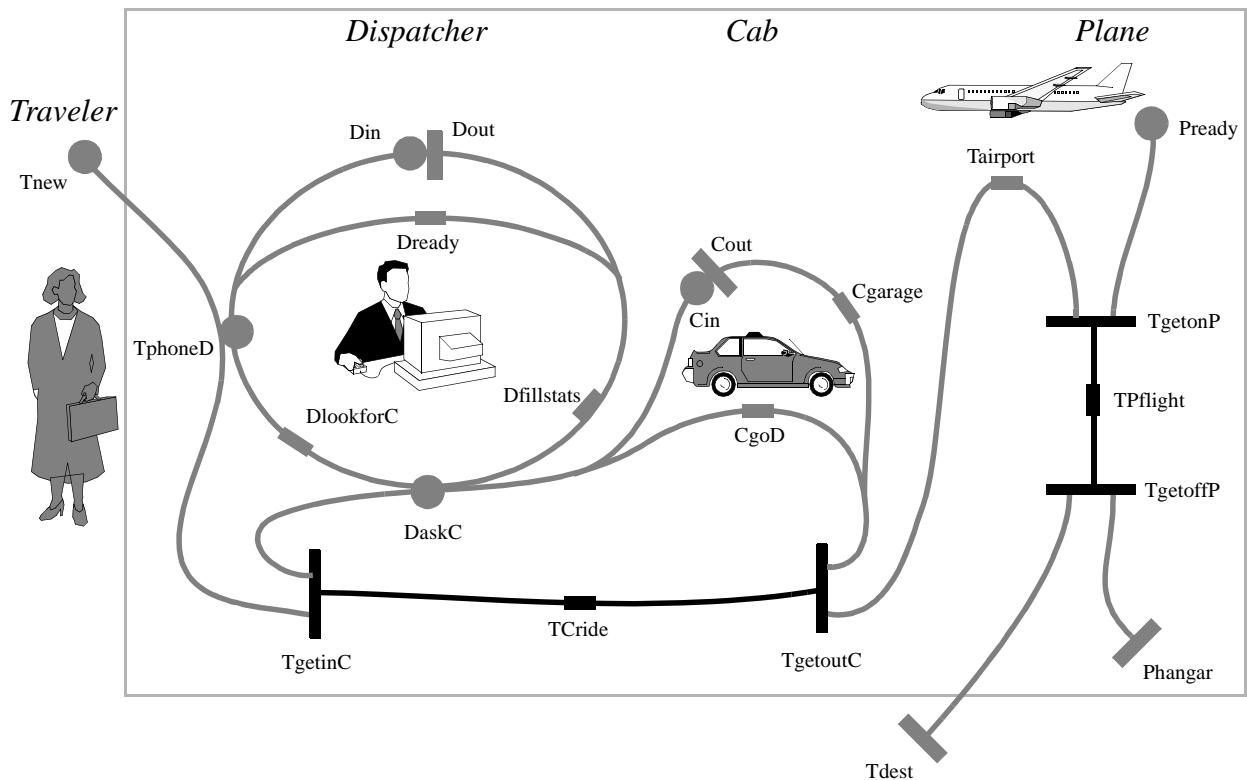 Dispatcher
Cab
Plane
Traveler
Din
Dout
Pready
Tnew
Tairport
Dready
Cout
Cgarage
Cin
TgetonP
TphoneD
Dfillstats
TPflight
DlookforC
CgoD
TgetoffP
DaskC
TCride
TgetinC
TgetoutC
Phangar
Tdest